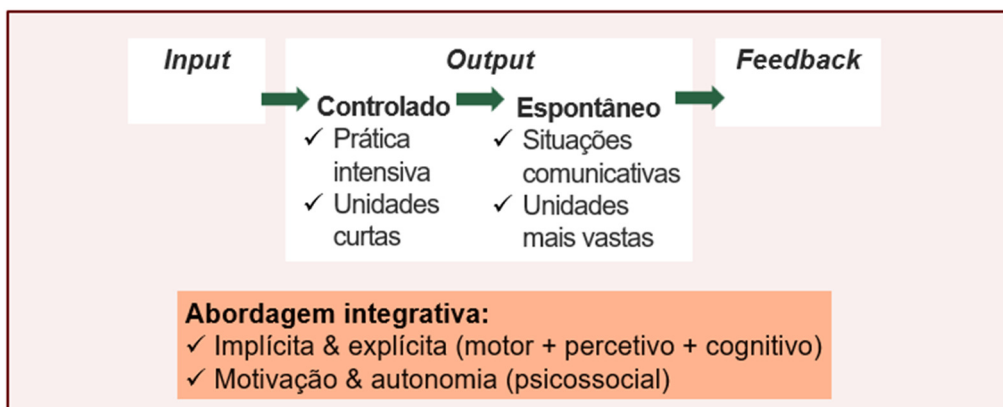 Input
Output
Feedback
Controlado
✓ Prática
intensiva
✓ Unidades
curtas
Espontâneo
✓ Situações
comunicativas
✓ Unidades
mais vastas
Abordagem integrativa:
✓ Implícita & explícita (motor + percetivo + cognitivo)
✓ Motivação & autonomia (psicossocial)